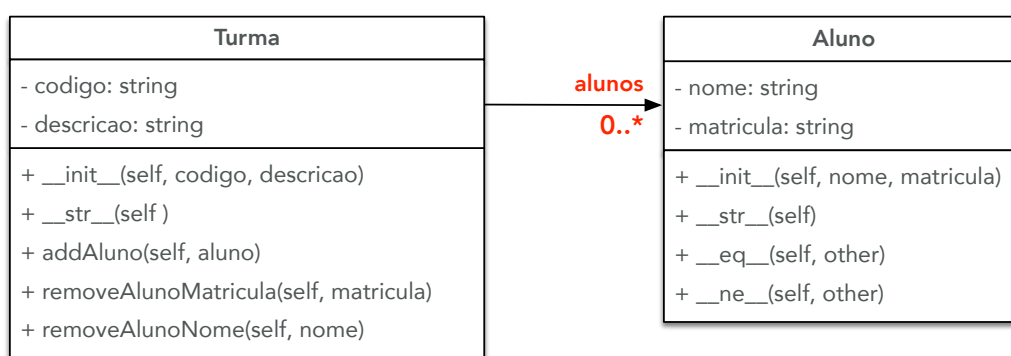 Turma
- codigo: string
- descricao: string
+ __init__(self, codigo, descricao)
+ __str__(self )
+ addAluno(self, aluno)
+ removeAlunoMatricula(self, matricula)
+ removeAlunoNome(self, nome)
alunos
0..*
Aluno
- nome: string
- matricula: string
+ __init__(self, nome, matricula)
+ __str__(self)
+ __eq__(self, other)
+ __ne__(self, other)